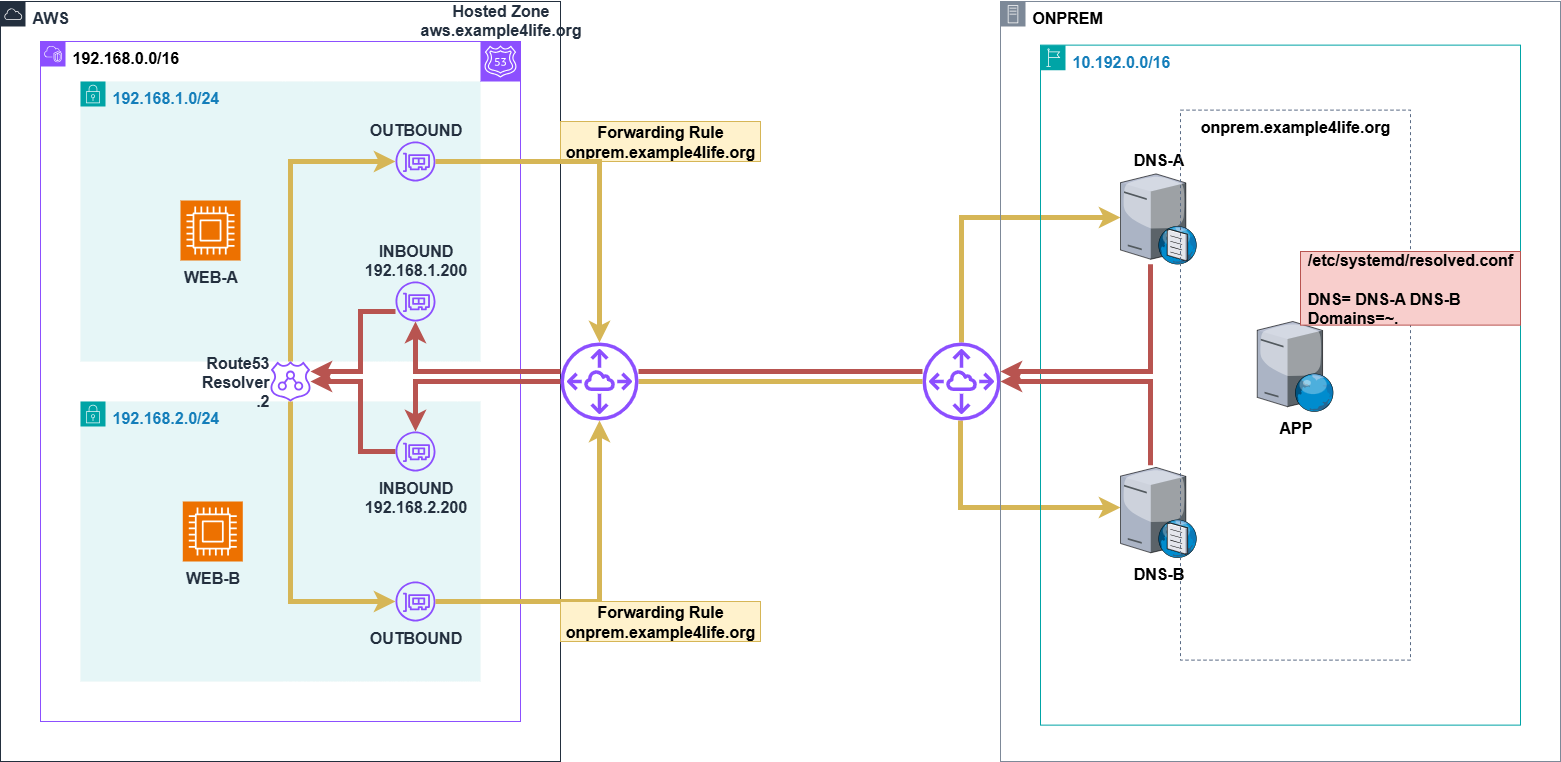 AWS
Hosted Zone
aws.example4life.org
192.168.0.0/16
53
192.168.1.0/24
OUTBOUND
Forwarding Rule
onprem.example4life.org
WEB-A
INBOUND
192.168.1.200
Route53
Resolver
.2
192.168.2.0/24
INBOUND
192.168.2.200
WEB-B
OUTBOUND
Forwarding Rule
onprem.example4life.org
ONPREM
10.192.0.0/16
onprem.example4life.org
DNS-A
/etc/systemd/resolved.conf
DNS= DNS-A DNS-B
Domains=~.
APP
DNS-B